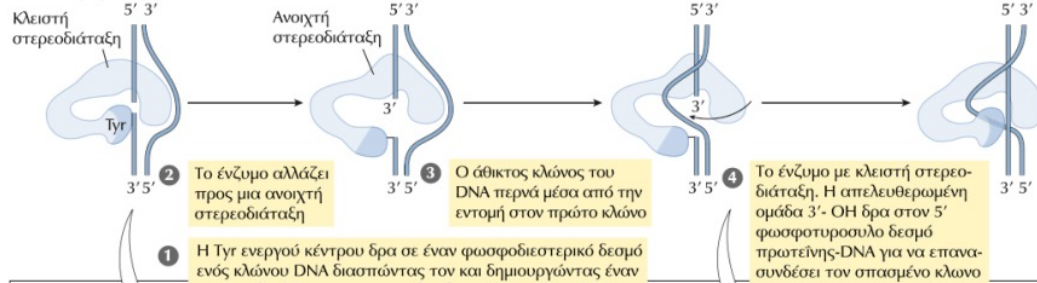 5′ 3′
Κλειστή
στερεοδιάταξη
Tyr
3′ 5′
5′ 3′
Ανοιχτή
στερεοδιάταξη
3′
3′ 5′
5′ 3′
3′
3′ 5′
5′ 3′
3′ 5′
2 Το ένζυμο αλλάζει
προς μια ανοιχτή
στερεοδιάταξη
3 Ο άθικτος κλώνος του
DNA περνά μέσα από την
εντομή στον πρώτο κλώνο
4 Το ένζυμο με κλειστή στερεο-
διάταξη. Η απελευθερωμένη
ομάδα 3′- ΟΗ δρα στον 5′
φωσφοτυροσυλο δεσμό
πρωτεΐνης-DNA για να επανα-
συνδέσει τον σπασμένο κλωνο
1 Η Tyr ενεργού κέντρου δρα σε έναν φωσφοδιεστερικό δεσμό
ενός κλώνου DNA διασπώντας τον και δημιουργώντας έναν